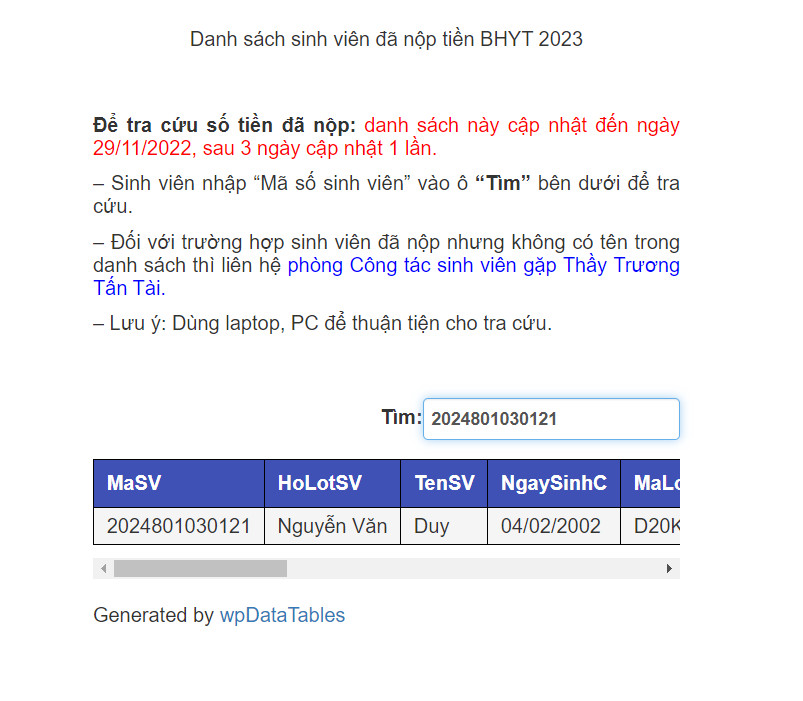 Danh sách sinh viên đã nộp tiền BHYT 2023
Để tra cứu số tiền đã nộp: danh sách này cập nhật đến ngày
29/11/2022, sau 3 ngày cập nhật 1 lần.
– Sinh viên nhập “Mã số sinh viên” vào ô “Tìm” bên dưới để tra
cứu.
– Đối với trường hợp sinh viên đã nộp nhưng không có tên trong
danh sách thì liên hệ phòng Công tác sinh viên gặp Thầy Trương
Tấn Tài.
– Lưu ý: Dùng laptop, PC để thuận tiện cho tra cứu.
Tìm: 2024801030121
MaSV HoLotSV TenSV NgaySinhC
2024801030121 Nguyễn Văn Duy 04/02/2002
Generated by wpDataTables